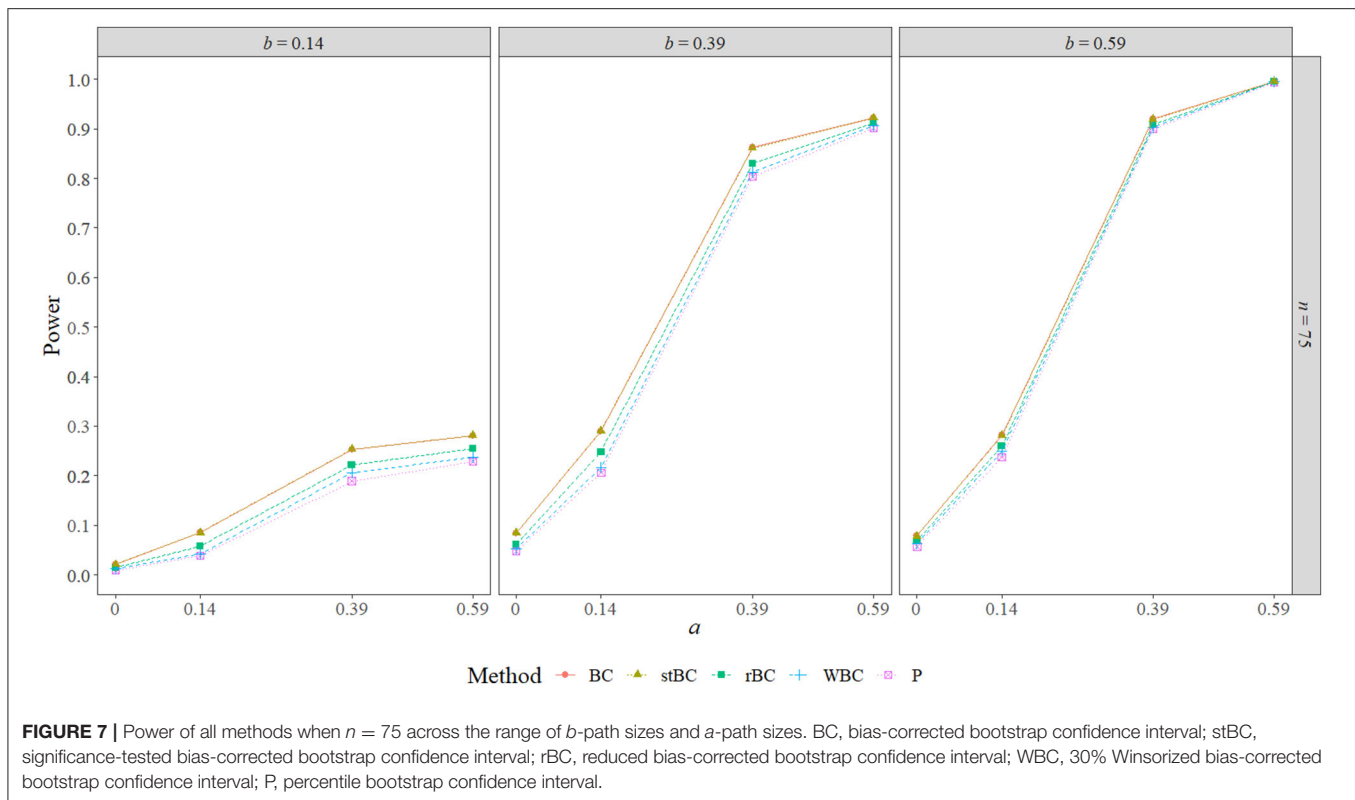 b = 0.14 b = 0.39 b = 0.59
1.0
0.9
0.8
0.7
0.6
0.5
0.4
0.3
0.2
0.1
0.0
Power
n = 75
0 0.14 0.39 0.59 0 0.14 0.39 0.59 0 0.14 0.39 0.59
a
Method BC stBC rBC WBC P
FIGURE 7 | Power of all methods when n = 75 across the range of b-path sizes and a-path sizes. BC, bias-corrected bootstrap confidence interval; stBC,
significance-tested bias-corrected bootstrap confidence interval; rBC, reduced bias-corrected bootstrap confidence interval; WBC, 30% Winsorized bias-corrected
bootstrap confidence interval; P, percentile bootstrap confidence interval.